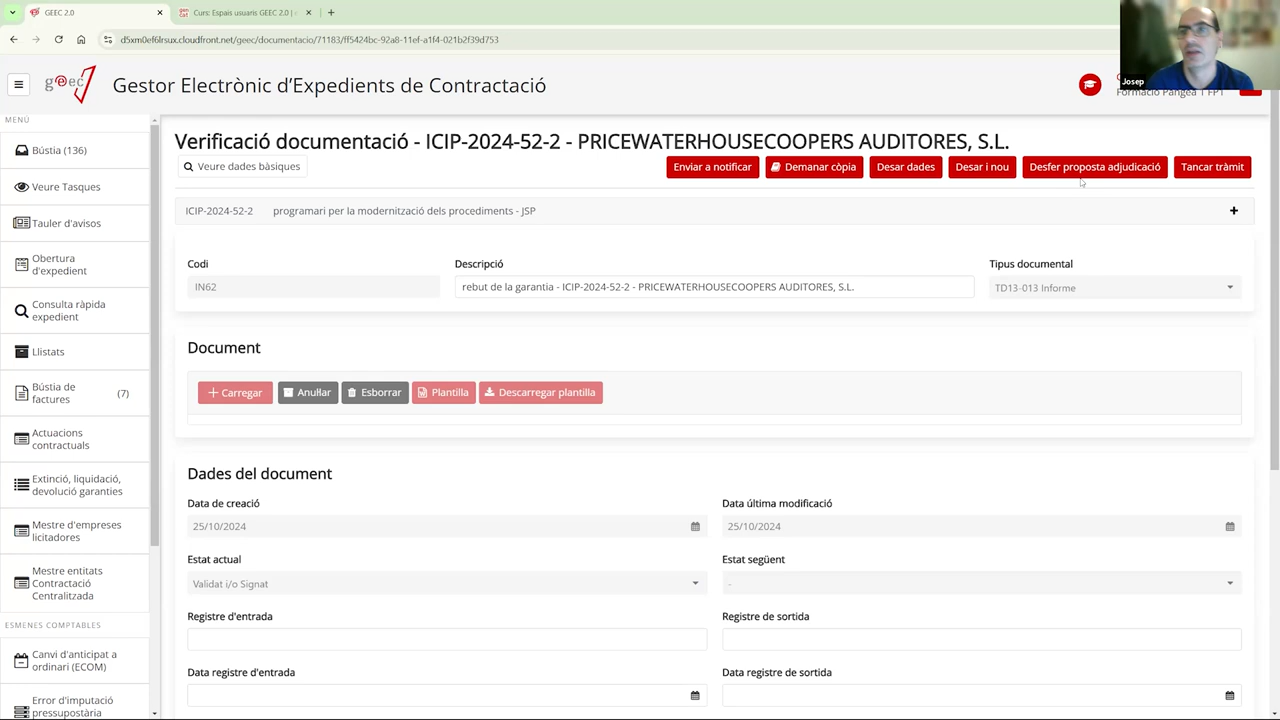 GEEC 2.0
Curs: Espais usuaris GEEC 2.0 | 
d5xm0ef6lrsux.cloudfront.net/geec/documentacio/71183/ff5424bc-92a8-11ef-a1f4-021b2f39d753
Josep
geec
Gestor Electrònic d'Expedients de Contractació
Formació Pangea 1 FP1
MENÚ
Bústia (136)
Veure Tasques
Tauler d'avisos
Obertura
d'expedient
Consulta ràpida
expedient
Llistats
Bústia de
factures
(7)
Actuacions
contractuals
Extinció, liquidació,
devolució garanties
Mestre d'empreses
licitadores
Mestre entitats
Contractació
Centralitzada
ESMENES COMPTABLES
Canvi d'anticipat a
ordinari (ECOM)
Error d'imputació
pressupostària
Verificació documentació - ICIP-2024-52-2 - PRICEWATERHOUSECOOPERS AUDITORES, S.L.
Veure dades bàsiques
Enviar a notificar
Demanar còpia
Desar dades
Desar i nou
Desfer proposta adjudicació
Tancar tràmit
ICIP-2024-52-2 programari per la modernització dels procediments - JSP
Codi
Descripció
Tipus documental
IN62
rebut de la garantia - ICIP-2024-52-2 - PRICEWATERHOUSECOOPERS AUDITORES, S.L.
TD13-013 Informe
Document
Carregar
Anul·lar
Esborrar
Plantilla
Descarregar plantilla
Dades del document
Data de creació
Data última modificació
25/10/2024
25/10/2024
Estat actual
Estat següent
Validat i/o Signat
-
Registre d'entrada
Registre de sortida
Data registre d'entrada
Data registre de sortida